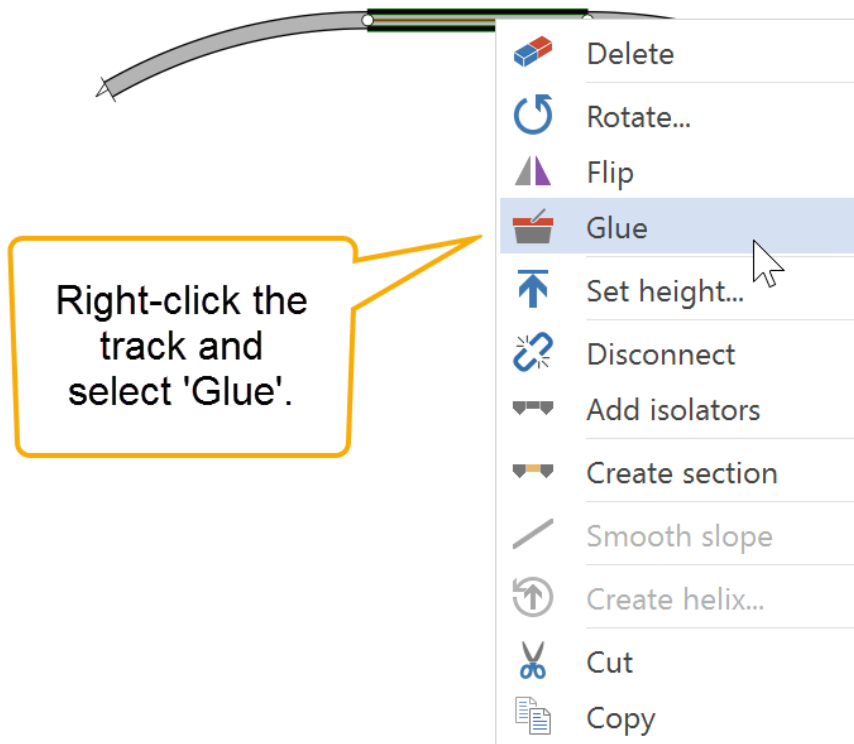 Delete
Rotate...
Flip
Glue
Set height...
Disconnect
Add isolators
Create section
Smooth slope
Create helix...
Cut
Copy
Right-click the
track and
select 'Glue'.